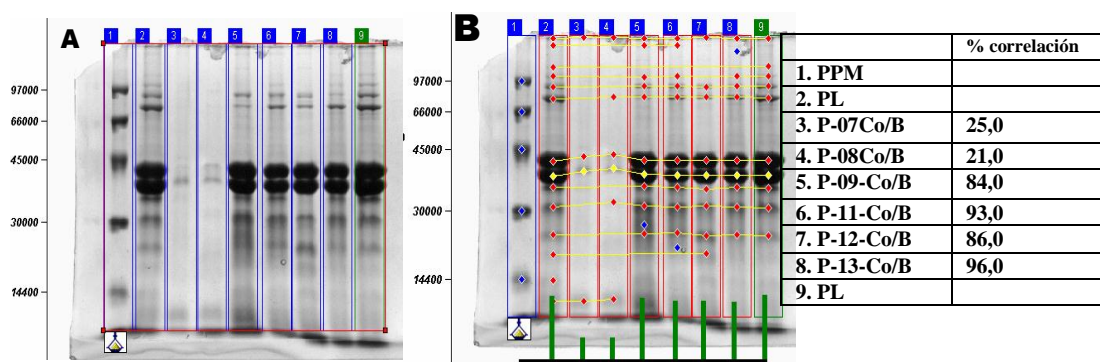 A
1 2 3 4 5 6 7 8 9
97000
66000
45000
30000
14400
B
1 2 3 4 5 6 7 8 9
97000
66000
45000
30000
14400
% correlación
1. PPM
2. PL
3. P-07Co/B 25,0
4. P-08Co/B 21,0
5. P-09-Co/B 84,0
6. P-11-Co/B 93,0
7. P-12-Co/B 86,0
8. P-13-Co/B 96,0
9. PL